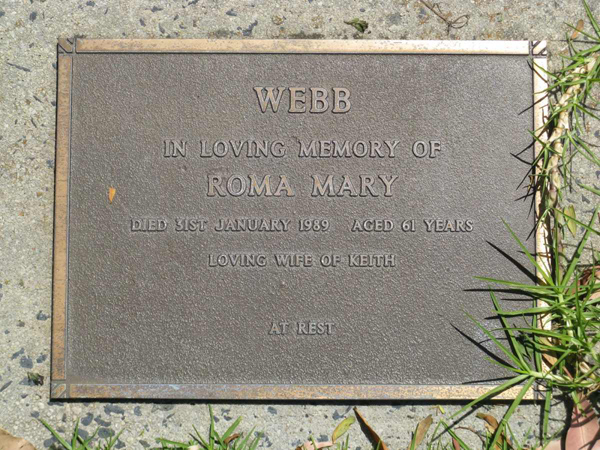 WEBB
IN LOVING MEMORY OF
ROMA MARY
DIED 31ST JANUARY 1989 AGED 61 YEARS
LOVING WIFE OF KEITH
AT REST